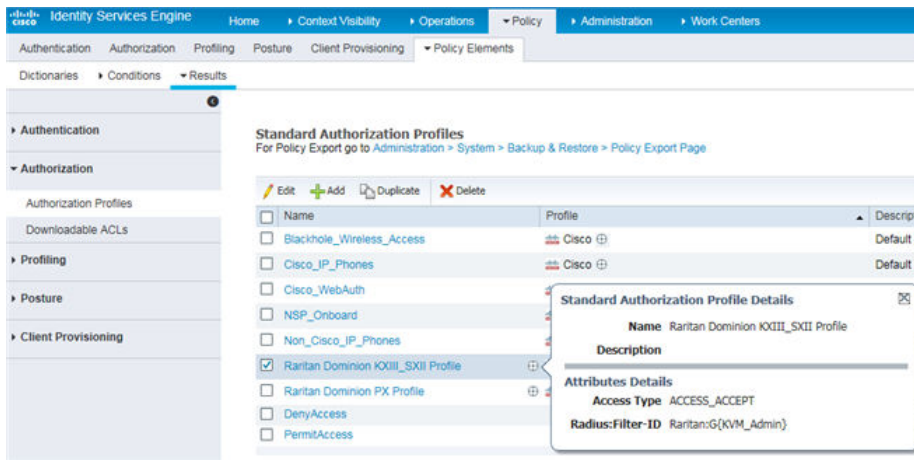 cisco Identity Services Engine Home Context Visibility Operations Policy Administration Work Centers
Authentication Authorization Profiling Posture Client Provisioning Policy Elements
Dictionaries Conditions Results
Authentication
Authorization
Authorization Profiles
Downloadable ACLs
Profiling
Posture
Client Provisioning
Standard Authorization Profiles
For Policy Export go to Administration > System > Backup & Restore > Policy Export Page
Edit Add Duplicate Delete
Name Profile Descrip
Blackhole_Wireless_Access Cisco Default
Cisco_IP_Phones Cisco Default
Cisco_WebAuth
NSP_Onboard
Non_Cisco_IP_Phones
Raritan Dominion KXIII_SXII Profile
Raritan Dominion PX Profile
DenyAccess
PermitAccess
Standard Authorization Profile Details
Name Raritan Dominion KXIII_SXII Profile
Description
Attributes Details
Access Type ACCESS_ACCEPT
Radius:Filter-ID Raritan:G{KVM_Admin}